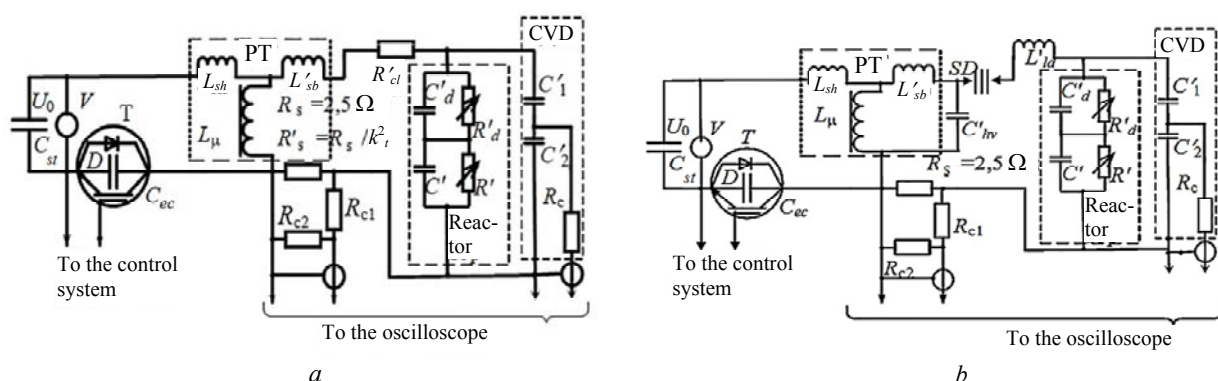 PT
CVD
L_sh
L'_sb
R'_cl
U_0
V
T
C_st
D
C_ec
L_μ
R_s =2,5 Ω
R'_s =R_s /k²_t
C'_d
R'_d
C'
R'
C'_1
C'_2
R_c
R_c2
R_c1
Reac-
tor
To the control
system
To the oscilloscope
a
PT
CVD
L_sh
L'_sb
SD
L'_ld
U_0
V
T
C_st
D
C_ec
L_μ
C'_hv
R_s =2,5 Ω
C'_d
R'_d
C'
R'
C'_1
C'_2
R_c
R_c1
R_c2
Reac-
tor
To the control
system
To the oscilloscope
b